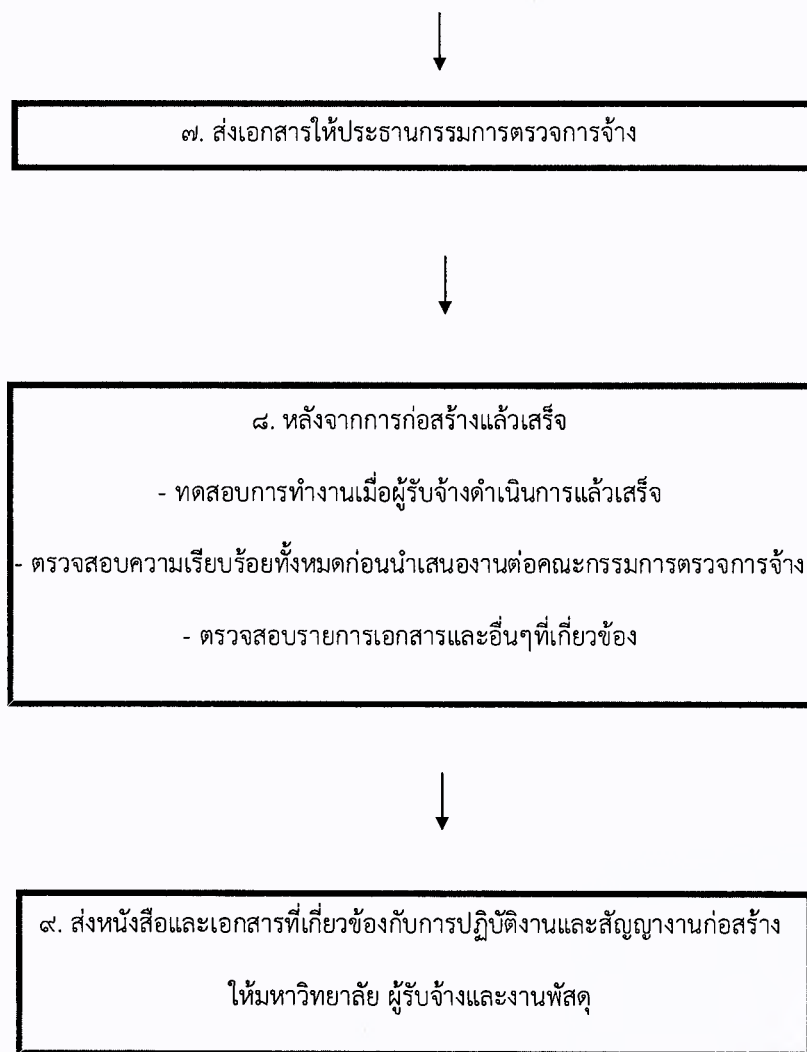 ๗. ส่งเอกสารให้ประธานกรรมการตรวจการจ้าง
๘. หลังจากการก่อสร้างแล้วเสร็จ
- ทดสอบการทำงานเมื่อผู้รับจ้างดำเนินการแล้วเสร็จ
- ตรวจสอบความเรียบร้อยทั้งหมดก่อนนำเสนองานต่อคณะกรรมการตรวจการจ้าง
- ตรวจสอบรายการเอกสารและอื่นๆที่เกี่ยวข้อง
๙. ส่งหนังสือและเอกสารที่เกี่ยวข้องกับการปฏิบัติงานและสัญญางานก่อสร้าง
ให้มหาวิทยาลัย ผู้รับจ้างและงานพัสดุ